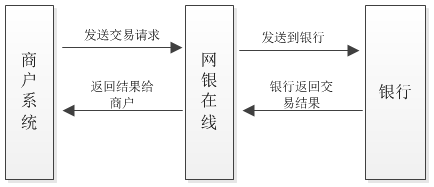 商户系统
发送交易请求
返回结果给
商户
网银在线
发送到银行
银行返回交
易结果
银行